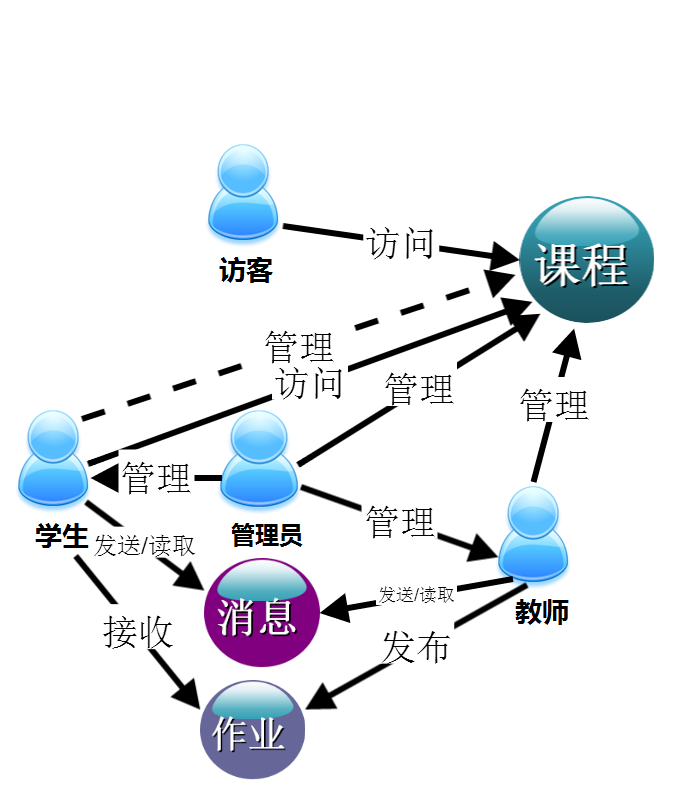 访问
课程
访客
管理
访问
管理
管理
管理
管理
学生
发送/读取
管理员
消息
发送/读取
教师
接收
发布
作业